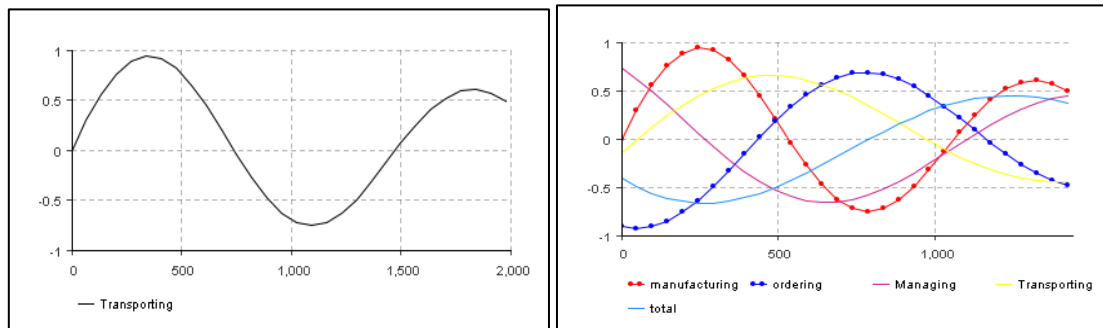 1
0.5
0
-0.5
-1
0 500 1,000 1,500 2,000
Transporting
1
0.5
0
-0.5
-1
0 500 1,000
manufacturing ordering Managing Transporting
total